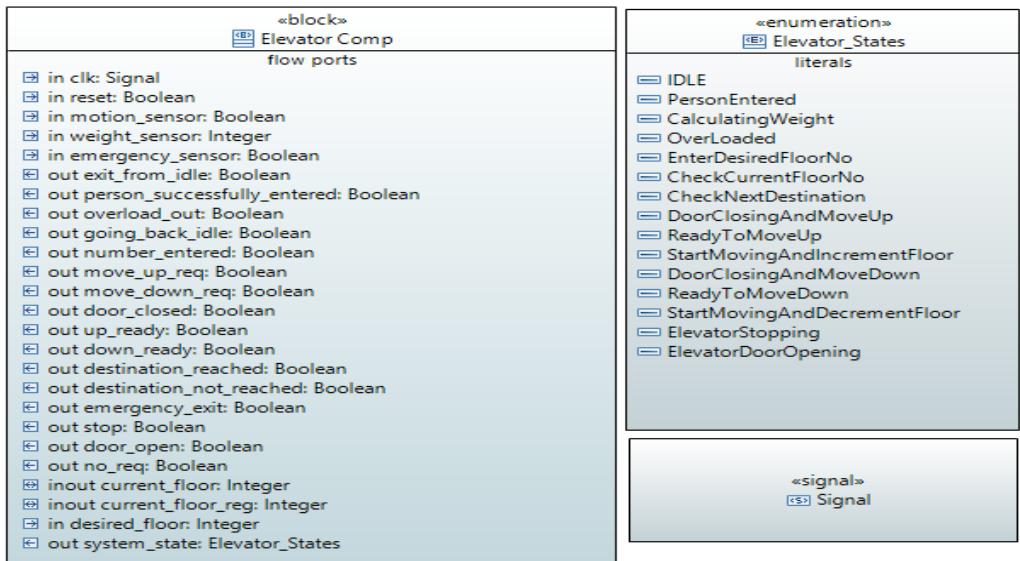 «block»
Elevator Comp
flow ports
in clk: Signal
in reset: Boolean
in motion_sensor: Boolean
in weight_sensor: Integer
in emergency_sensor: Boolean
out exit_from_idle: Boolean
out person_successfully_entered: Boolean
out overload_out: Boolean
out going_back_idle: Boolean
out number_entered: Boolean
out move_up_req: Boolean
out move_down_req: Boolean
out door_closed: Boolean
out up_ready: Boolean
out down_ready: Boolean
out destination_reached: Boolean
out destination_not_reached: Boolean
out emergency_exit: Boolean
out stop: Boolean
out door_open: Boolean
out no_req: Boolean
inout current_floor: Integer
inout current_floor_reg: Integer
in desired_floor: Integer
out system_state: Elevator_States
«enumeration»
«E» Elevator_States
literals
IDLE
PersonEntered
CalculatingWeight
OverLoaded
EnterDesiredFloorNo
CheckCurrentFloorNo
CheckNextDestination
DoorClosingAndMoveUp
ReadyToMoveUp
StartMovingAndIncrementFloor
DoorClosingAndMoveDown
ReadyToMoveDown
StartMovingAndDecrementFloor
ElevatorStopping
ElevatorDoorOpening
«signal»
«S» Signal